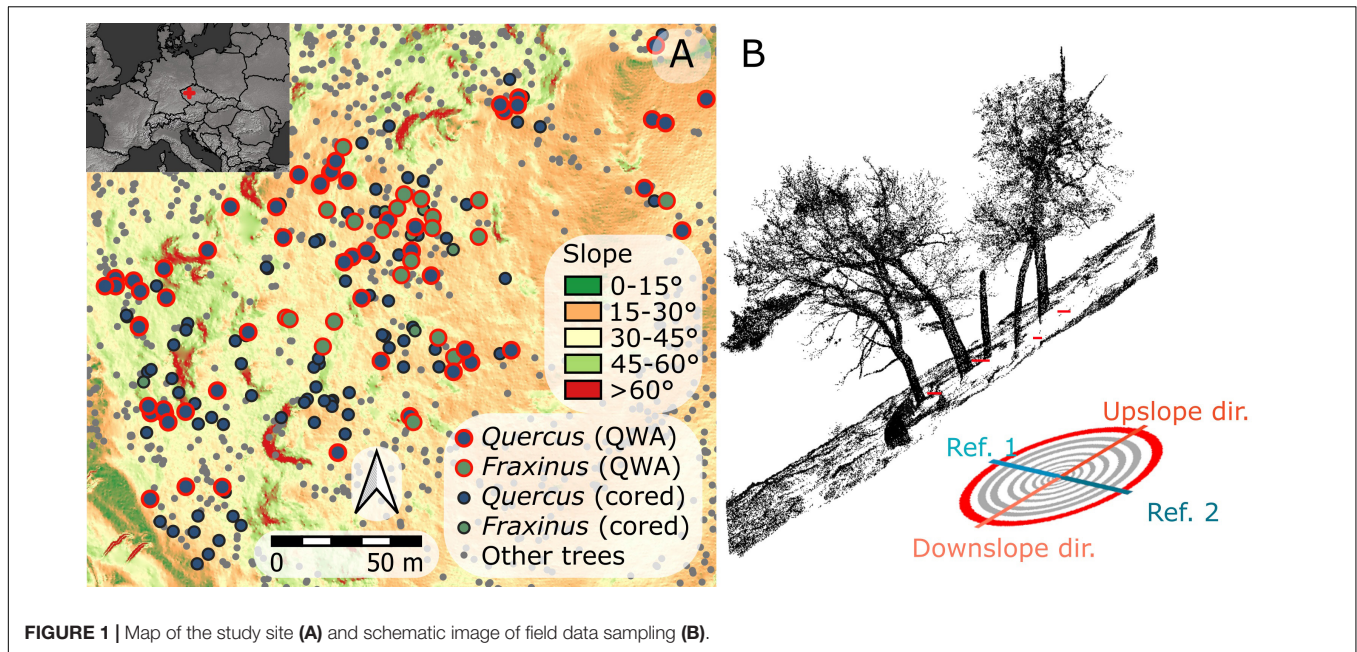 A
B
Slope
0-15°
15-30°
30-45°
45-60°
>60°
Quercus (QWA)
Fraxinus (QWA)
Quercus (cored)
Fraxinus (cored)
Other trees
0 50 m
Upslope dir.
Ref. 1
Ref. 2
Downslope dir.
FIGURE 1 | Map of the study site (A) and schematic image of field data sampling (B).